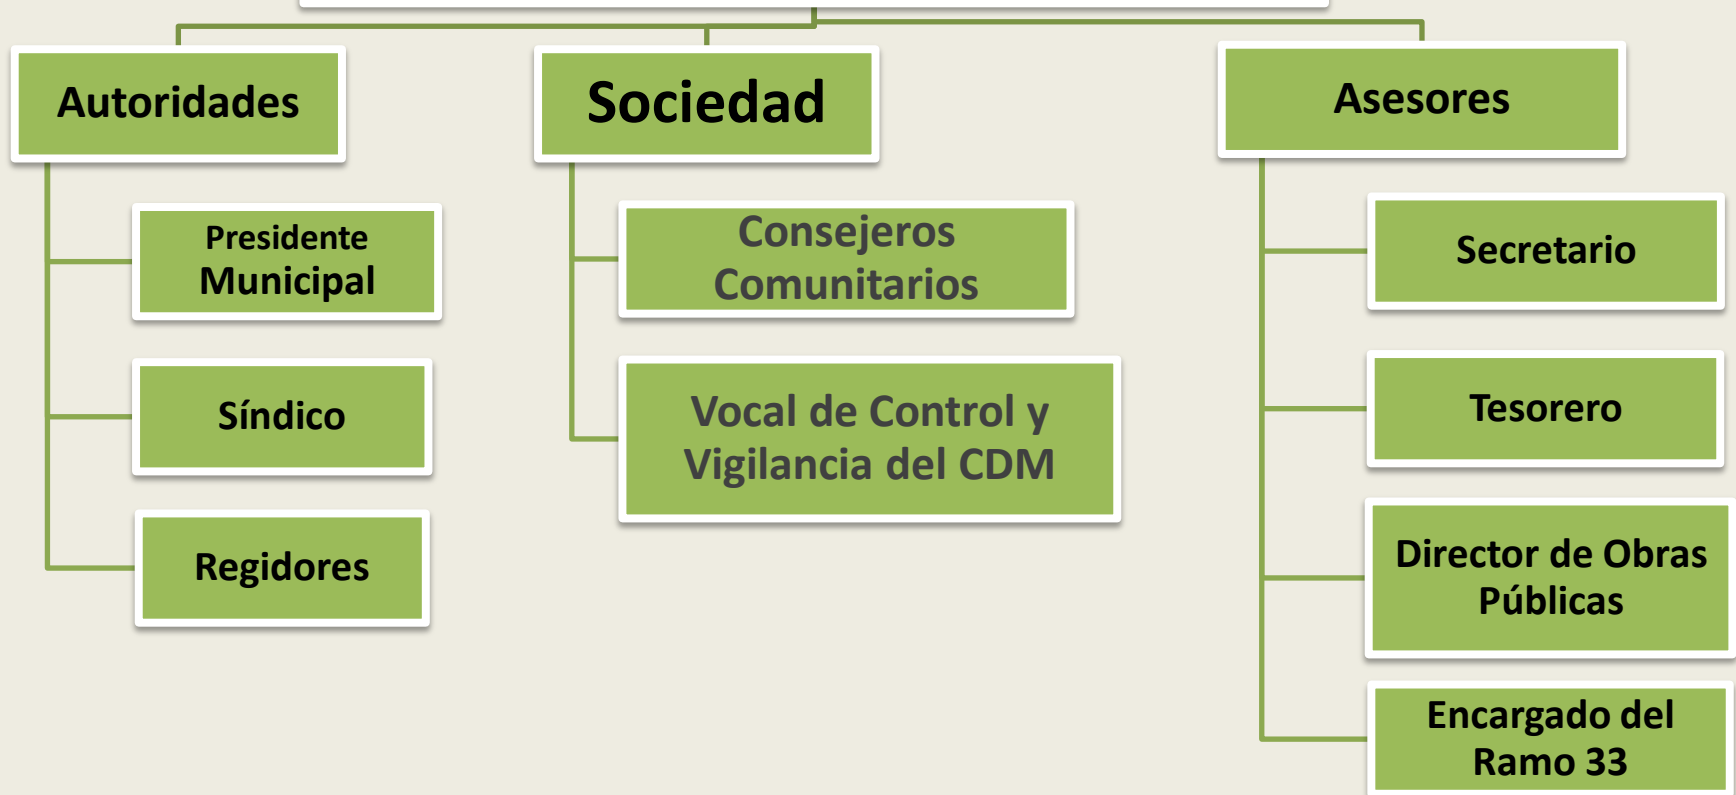 Autoridades
Presidente
Municipal
Síndico
Regidores
Sociedad
Consejeros
Comunitarios
Vocal de Control y
Vigilancia del CDM
Asesores
Secretario
Tesorero
Director de Obras
Públicas
Encargado del
Ramo 33